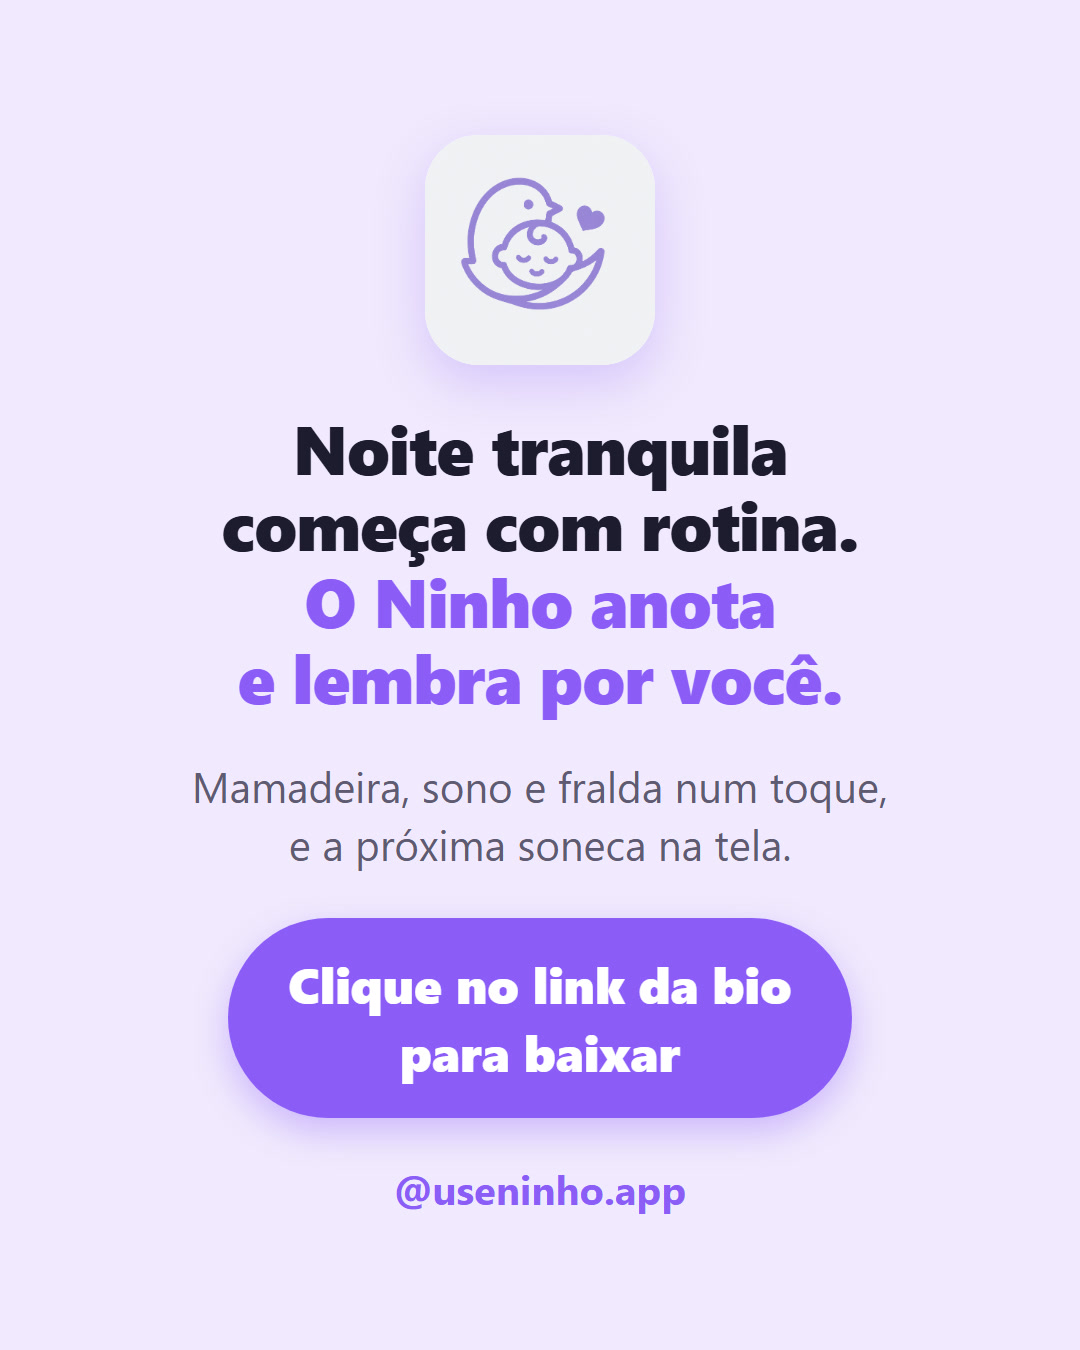 Noite tranquila
começa com rotina.
O Ninho anota
e lembra por você.
Mamadeira, sono e fralda num toque,
e a próxima soneca na tela.
Clique no link da bio
para baixar
@useninho.app